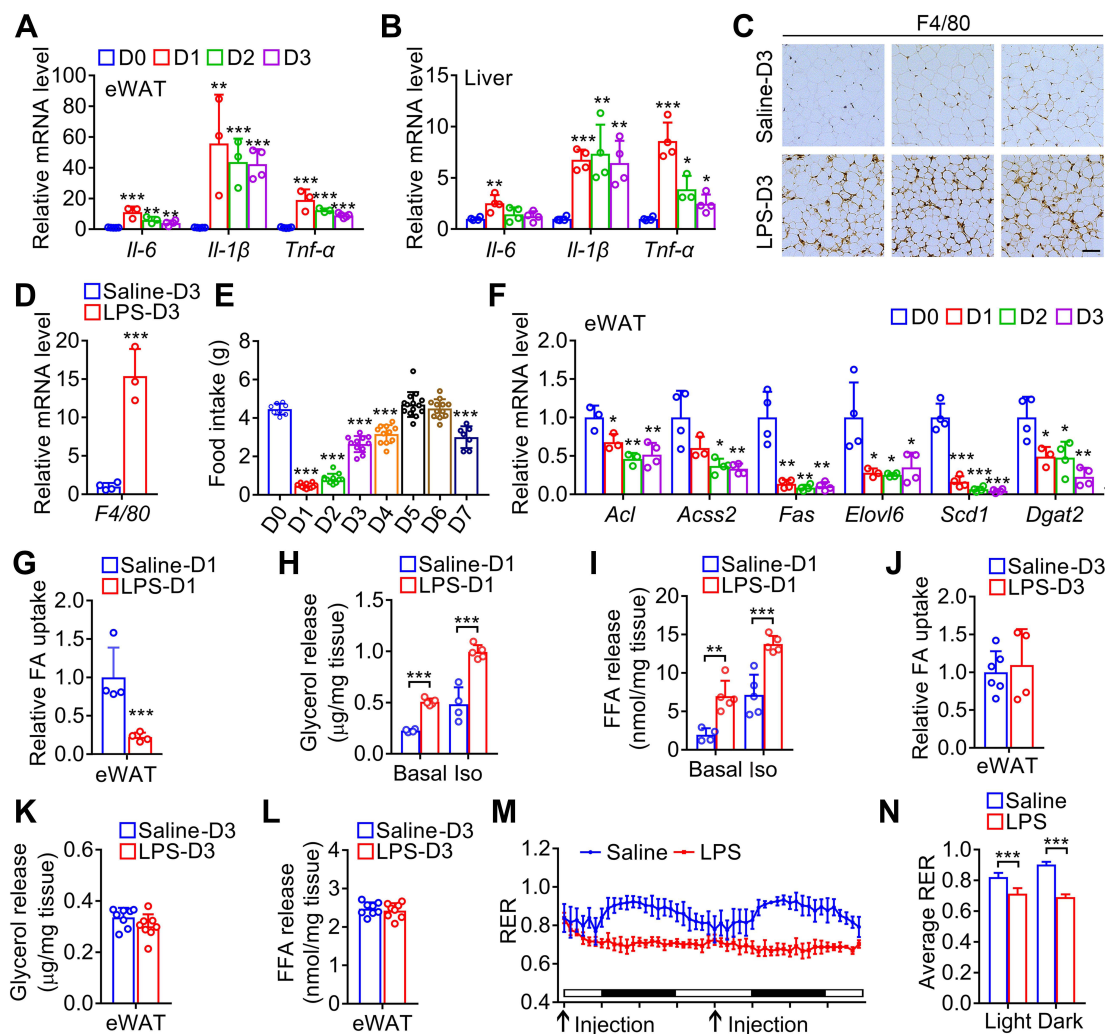 A
D0 D1 D2 D3
Relative mRNA level
eWAT
100
80
60
40
20
0
*** ** **
** *** ***
*** *** ***
Il-6 Il-1β Tnf-α
B
Relative mRNA level
Liver
15
10
5
0
**
*** ** **
*** * *
Il-6 Il-1β Tnf-α
C
F4/80
Saline-D3
LPS-D3
D
Saline-D3
LPS-D3
Relative mRNA level
20
15
10
5
0
***
F4/80
E
Food intake (g)
8
6
4
2
0
*** *** *** *** ***
D0 D1 D2 D3 D4 D5 D6 D7
F
eWAT
D0 D1 D2 D3
Relative mRNA level
2.0
1.5
1.0
0.5
0.0
* ** **
* **
** ** **
* * *
*** *** ***
* * **
Acl Acss2 Fas Elovl6 Scd1 Dgat2
G
Saline-D1
LPS-D1
Relative FA uptake
2.0
1.5
1.0
0.5
0.0
***
eWAT
H
Saline-D1
LPS-D1
Glycerol release
(μg/mg tissue)
1.5
1.0
0.5
0.0
*** ***
Basal Iso
I
Saline-D1
LPS-D1
FFA release
(nmol/mg tissue)
20
15
10
5
0
** ***
Basal Iso
J
Saline-D3
LPS-D3
Relative FA uptake
2.0
1.5
1.0
0.5
0.0
eWAT
K
Saline-D3
LPS-D3
Glycerol release
(μg/mg tissue)
0.6
0.4
0.2
0.0
eWAT
L
Saline-D3
LPS-D3
FFA release
(nmol/mg tissue)
4
3
2
1
0
eWAT
M
Saline LPS
RER
1.2
1.0
0.8
0.6
0.4
↑ Injection ↑ Injection
N
Saline
LPS
Average RER
1.2
0.9
0.6
0.3
0.0
*** ***
Light Dark